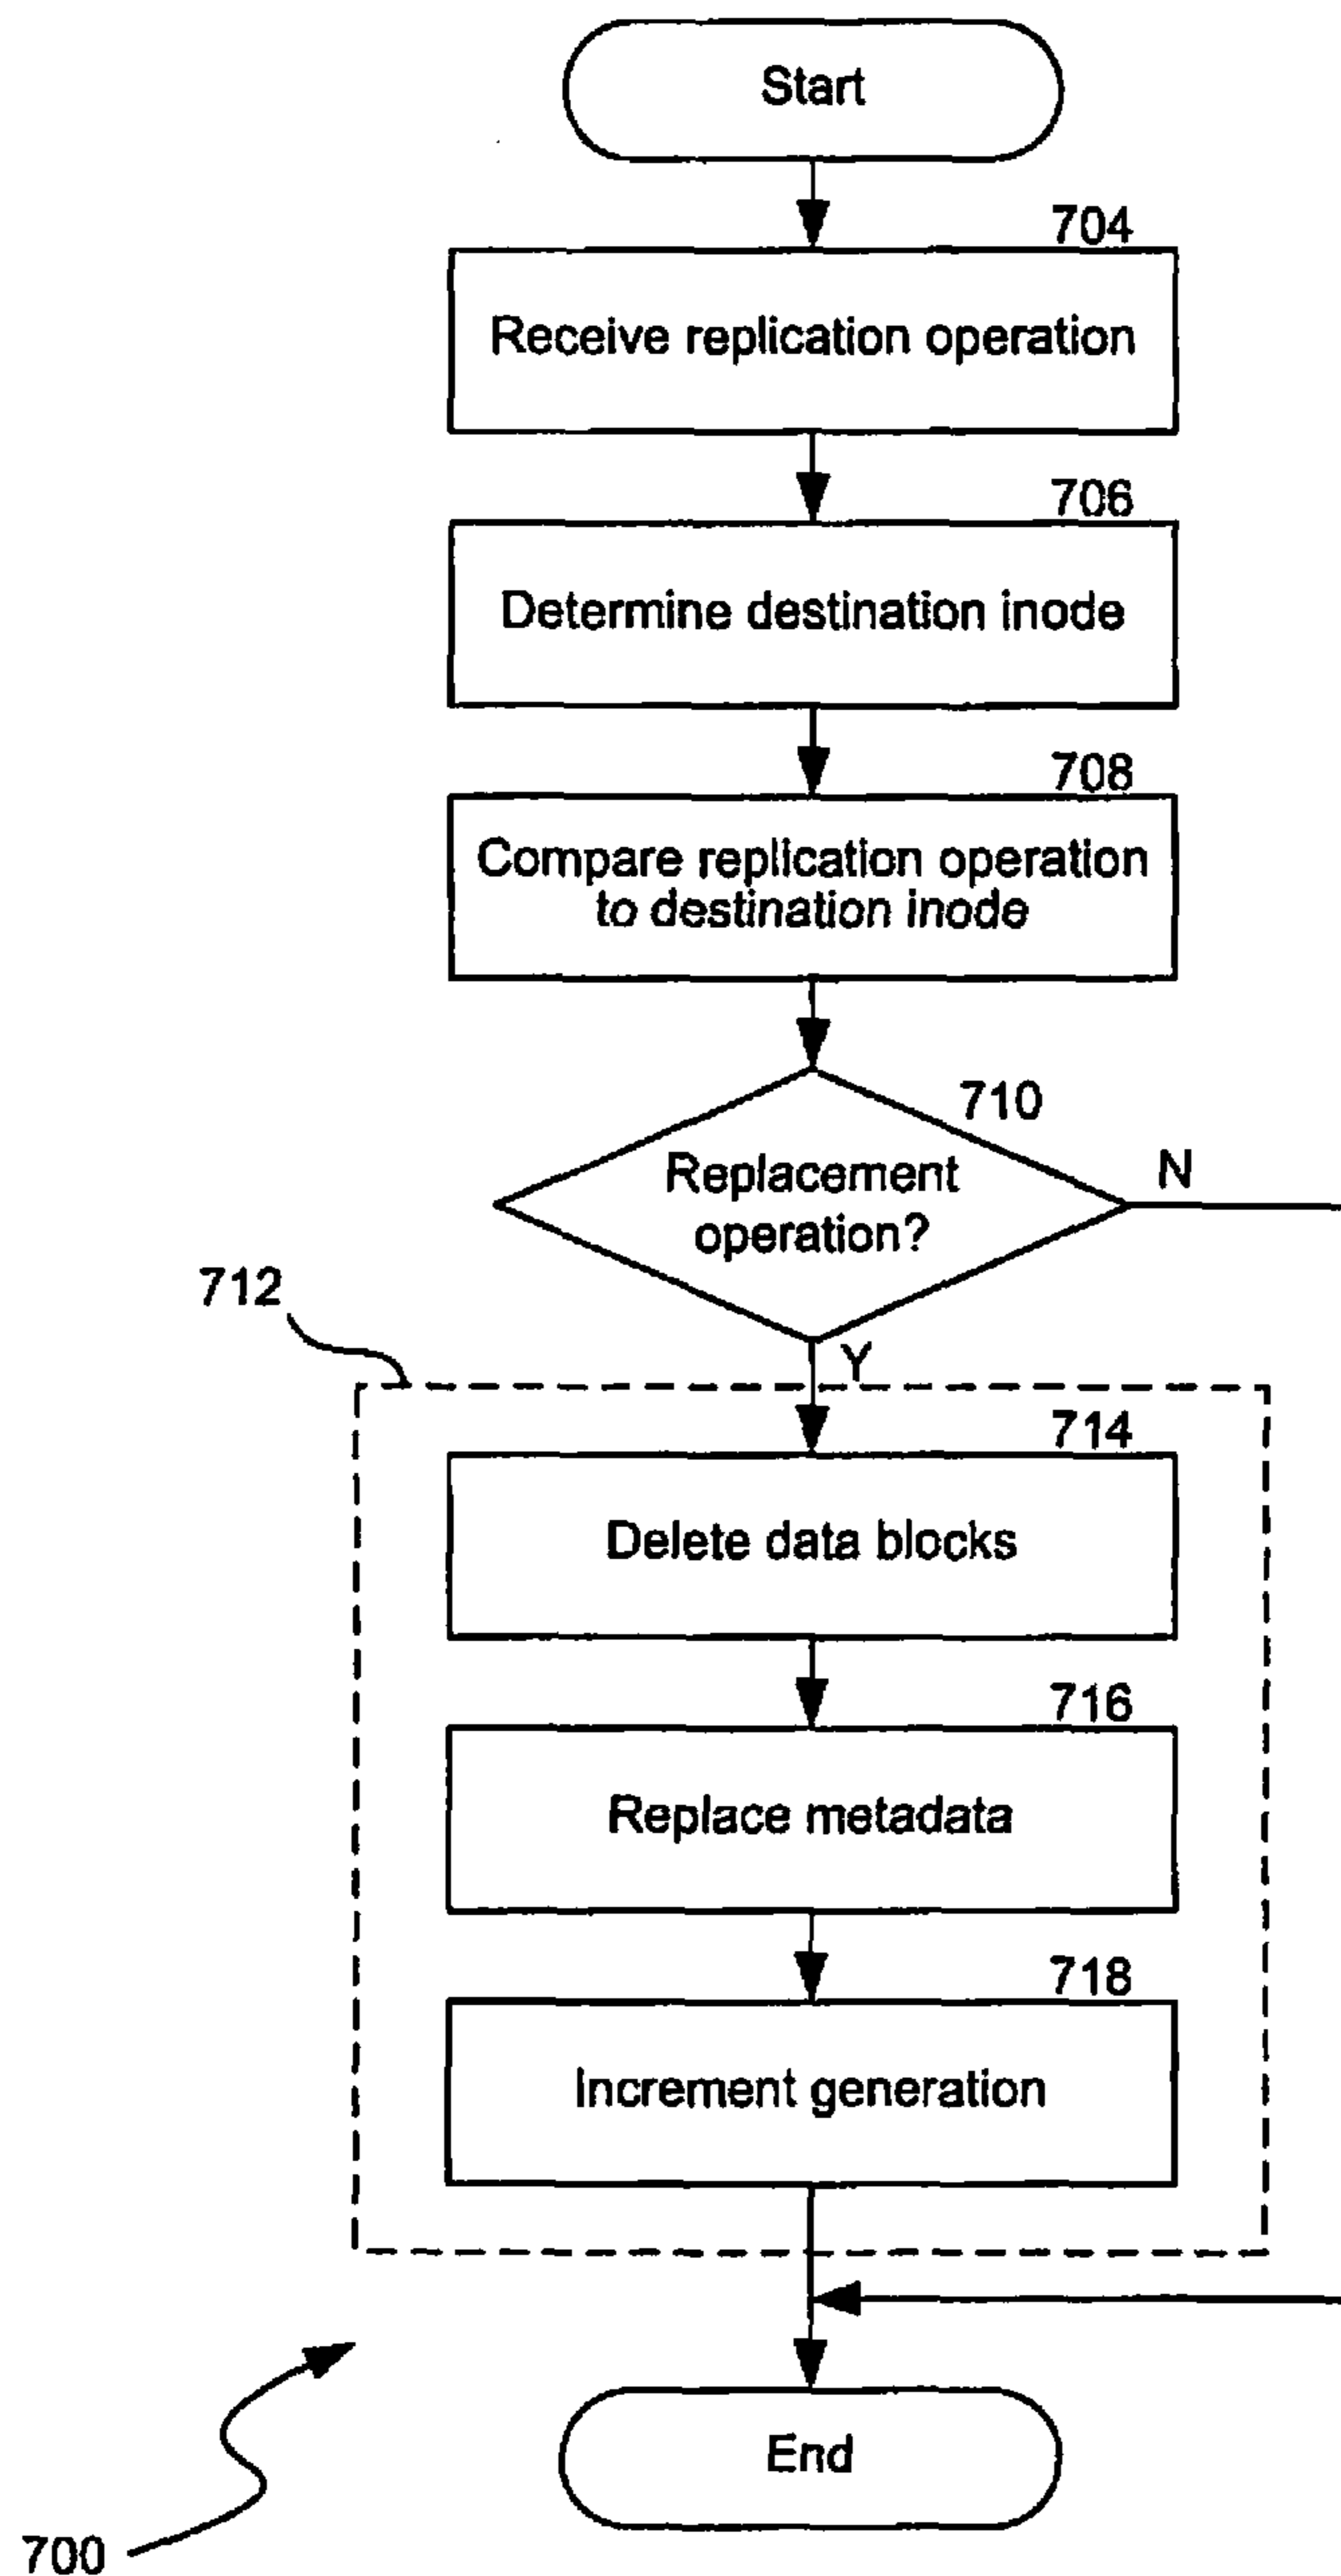 Start
704
Receive replication operation
706
Determine destination inode
708
Compare replication operation
to destination inode
710
Replacement
operation?
N
712
Y
714
Delete data blocks
716
Replace metadata
718
Increment generation
End
700